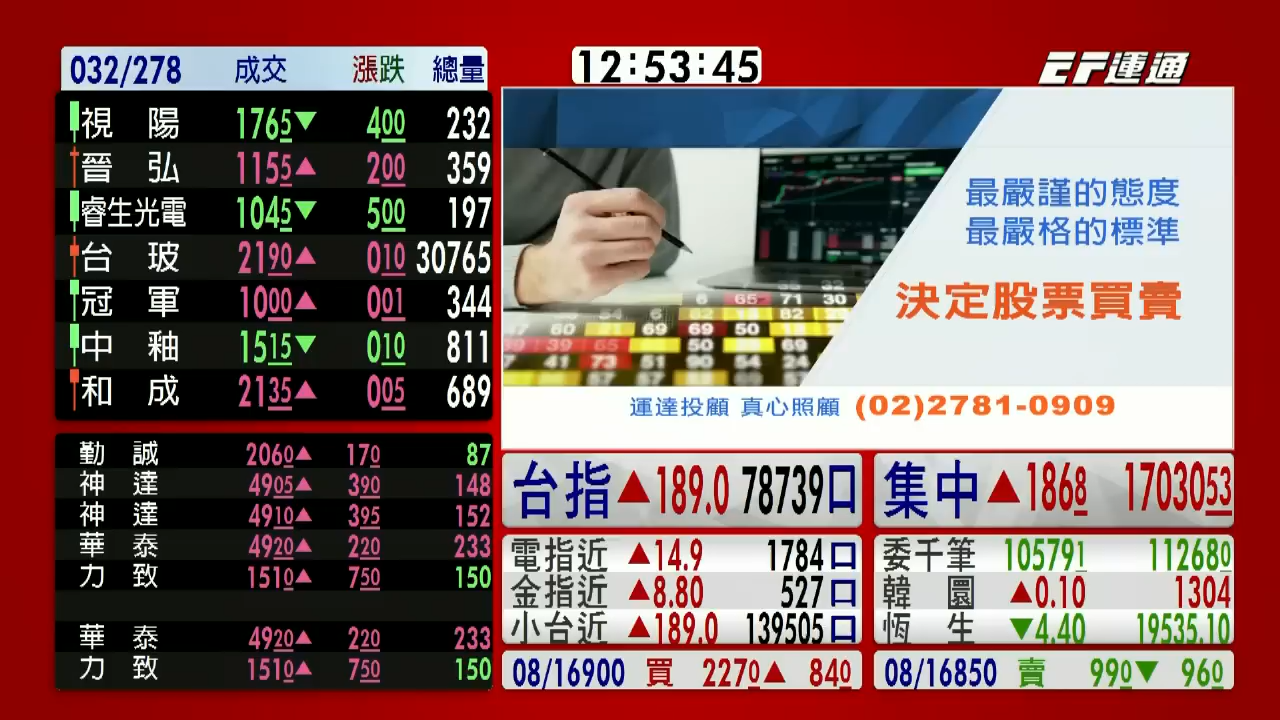 032/278 成交 漲跌 總量
視陽 1765▼ 400 232
晉弘 1155▲ 200 359
睿生光電 1045▼ 500 197
台玻 2190▲ 010 30765
冠軍 1000▲ 001 344
中釉 1515▼ 010 811
和成 2135▲ 005 689
勤誠 2060▲ 170 87
神達 4905▲ 390 148
神達 4910▲ 395 152
華泰 4920▲ 220 233
力致 1510▲ 750 150
華泰 4920▲ 220 233
力致 1510▲ 750 150
12:53:45
EF運通
最嚴謹的態度
最嚴格的標準
決定股票買賣
運達投顧 真心照顧 (02)2781-0909
台指▲189.0 78739口
集中▲1868 1703053
電指近 ▲14.9 1784口
金指近 ▲8.80 527口
小台近 ▲189.0 139505口
委千筆 105791 112680
韓圜 ▲0.10 1304
恆生 ▼4.40 19535.10
08/16900 買 2270▲ 840
08/16850 賣 990▼ 960